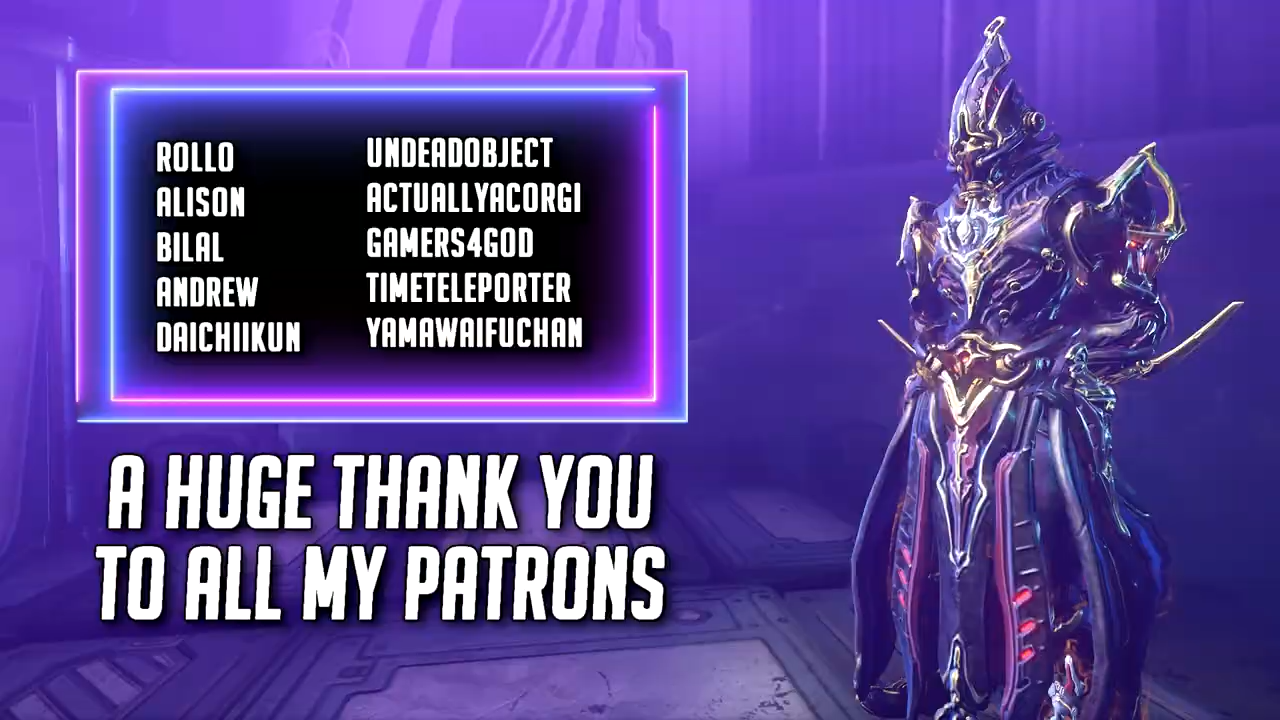 ROLLO
ALISON
BILAL
ANDREW
DAICHIIKUN
UNDEADOBJECT
ACTUALLYACORGI
GAMERS4GOD
TIMETELEPORTER
YAMAWAIFUCHAN
A HUGE THANK YOU
TO ALL MY PATRONS